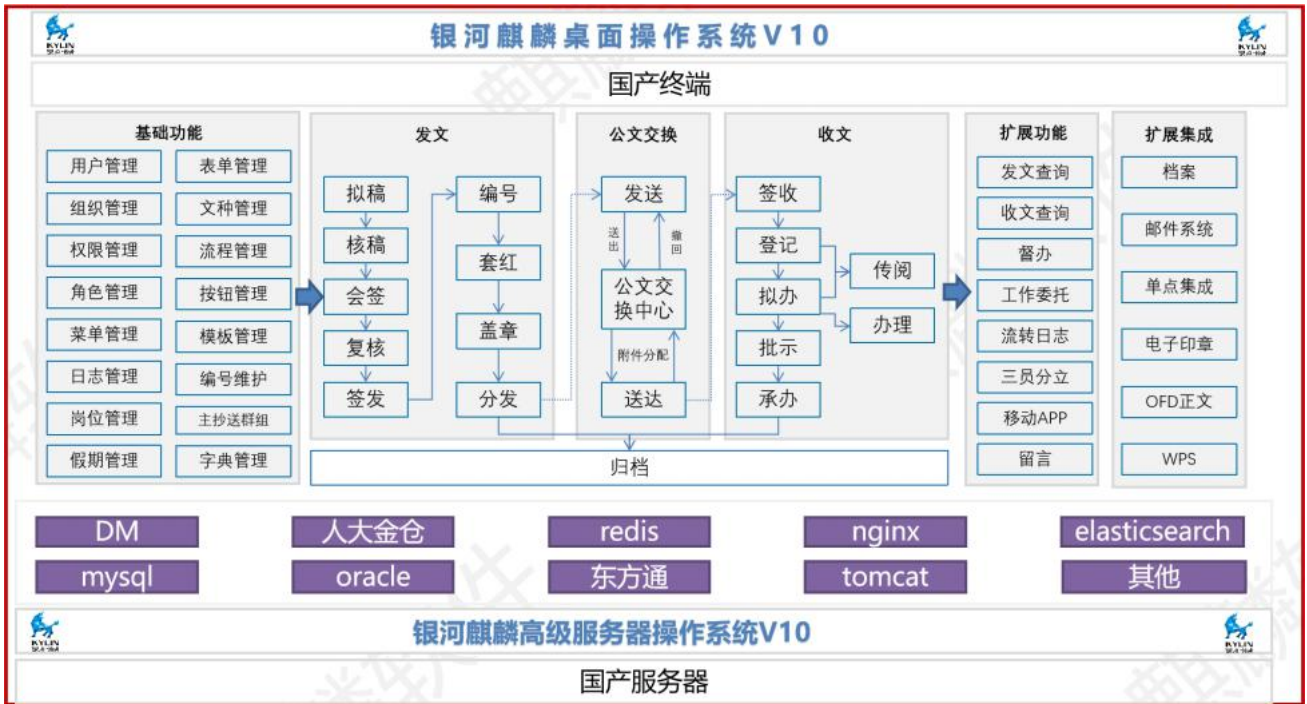 银河麒麟桌面操作系统V10
KYLIN
KYLIN
国产终端
基础功能
用户管理
表单管理
组织管理
文种管理
权限管理
流程管理
角色管理
按钮管理
菜单管理
模板管理
日志管理
编号维护
岗位管理
主抄送群组
假期管理
字典管理
发文
拟稿
核稿
会签
复核
签发
编号
套红
盖章
分发
公文交换
发送
送出
撤回
公文交
换中心
附件分配
送达
收文
签收
登记
拟办
批示
承办
传阅
办理
归档
扩展功能
发文查询
收文查询
督办
工作委托
流转日志
三员分立
移动APP
留言
扩展集成
档案
邮件系统
单点集成
电子印章
OFD正文
WPS
DM
人大金仓
redis
nginx
elasticsearch
mysql
oracle
东方通
tomcat
其他
银河麒麟高级服务器操作系统V10
KYLIN
KYLIN
国产服务器